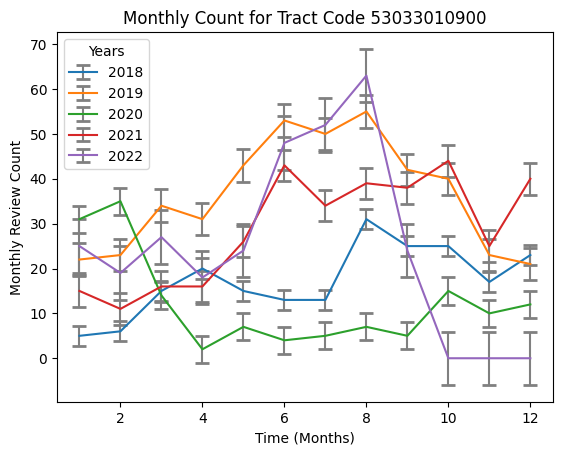 Monthly Count for Tract Code 53033010900
Years
2018
2019
2020
2021
2022
70
60
50
40
30
20
10
0
Monthly Review Count
2 4 6 8 10 12
Time (Months)